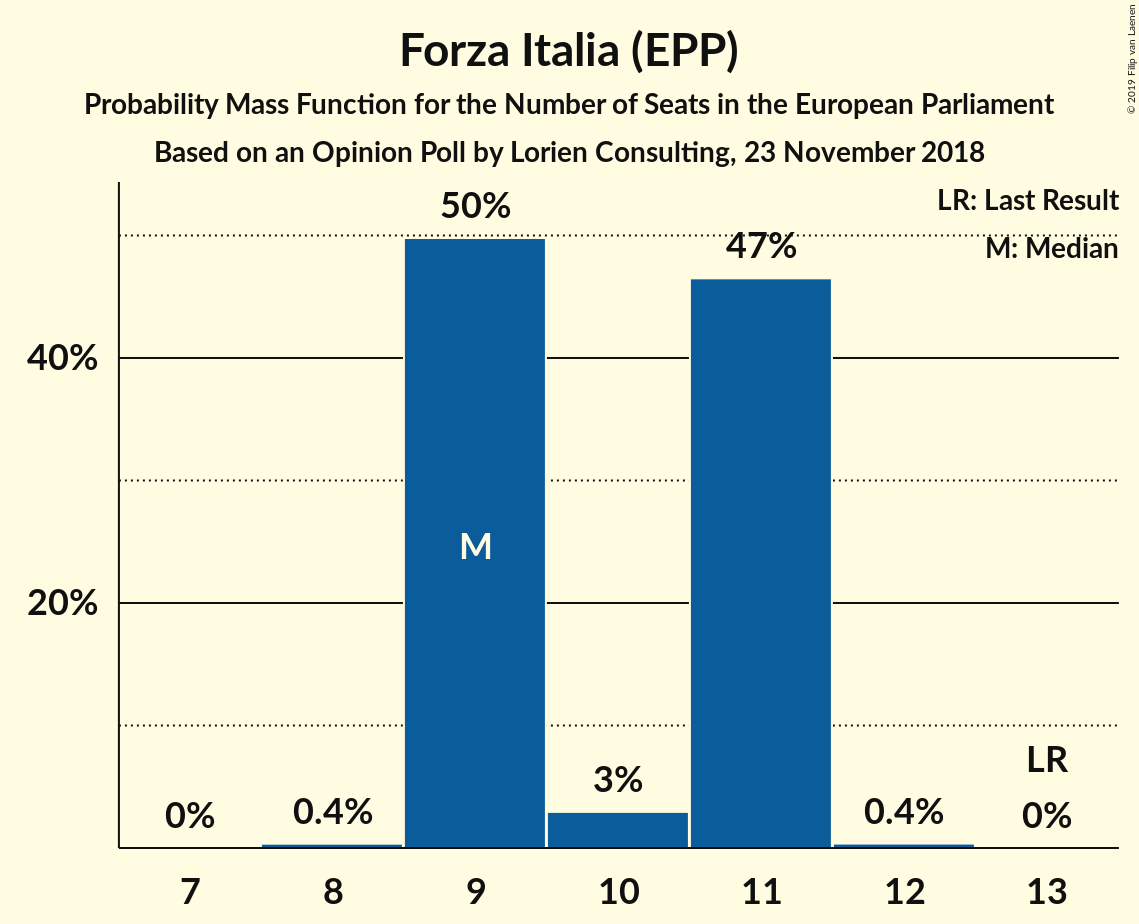 Forza Italia (EPP)
Probability Mass Function for the Number of Seats in the European Parliament
Based on an Opinion Poll by Lorien Consulting, 23 November 2018
© 2019 Filip van Laenen
LR: Last Result
M: Median
50%
47%
40%
M
20%
LR
0%
0.4%
3%
0.4%
0%
7
8
9
10
11
12
13